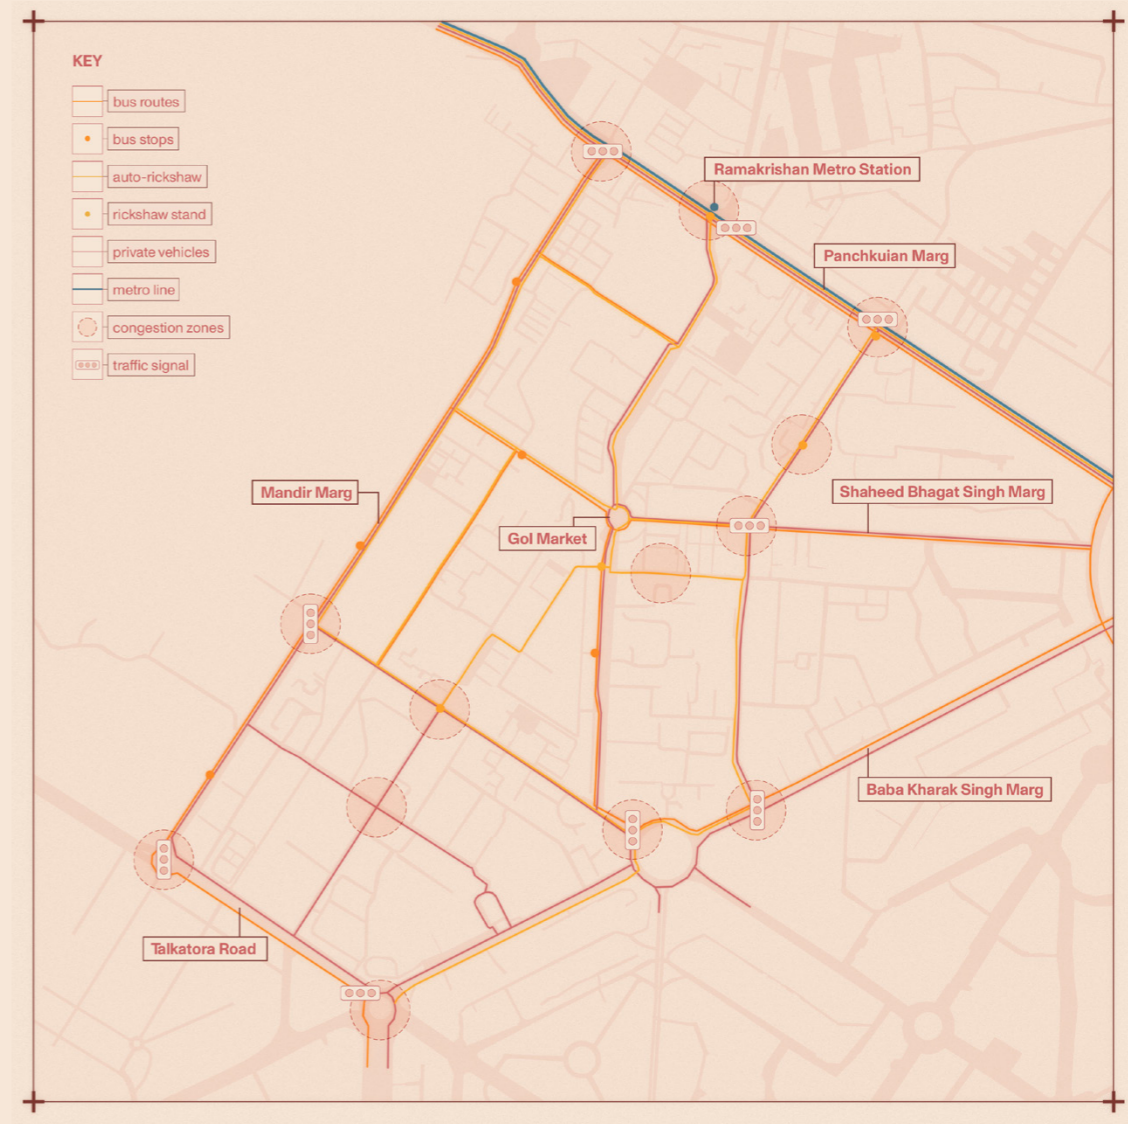 KEY
bus routes
bus stops
auto-rickshaw
rickshaw stand
private vehicles
metro line
congestion zones
traffic signal
Ramakrishan Metro Station
Panchkuian Marg
Mandir Marg
Shaheed Bhagat Singh Marg
Gol Market
Baba Kharak Singh Marg
Talkatora Road